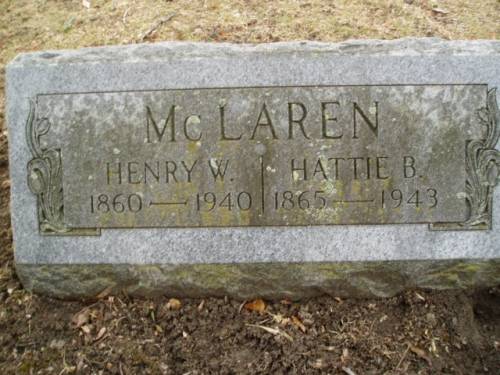 McLAREN
HENRY W. HATTIE B.
1860 — 1940 1865 — 1943